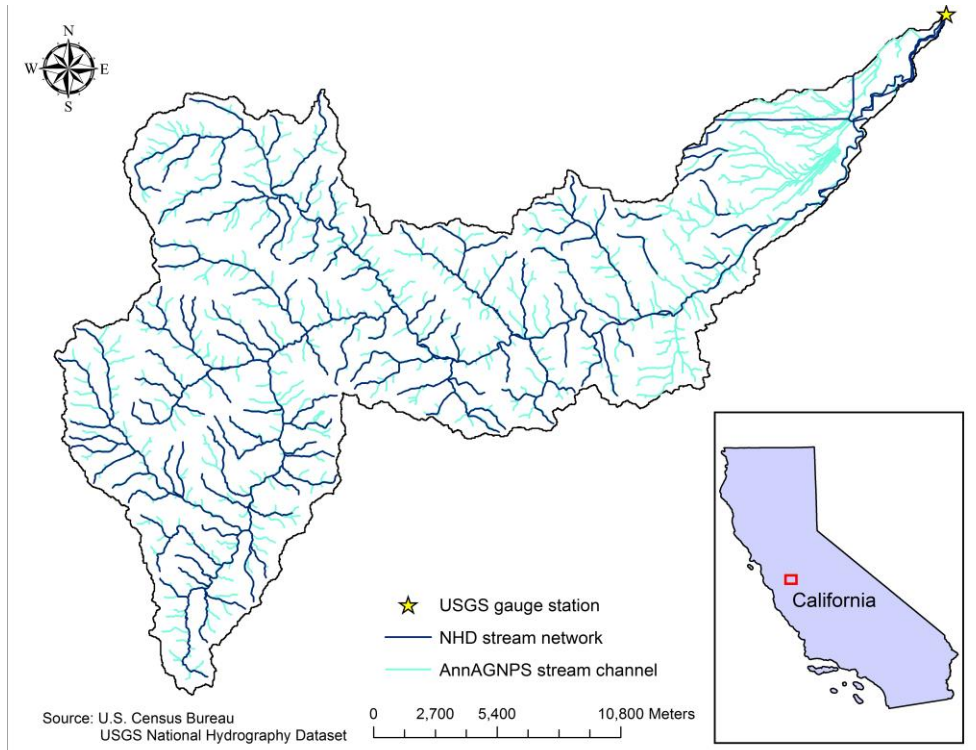 N
W E
S
USGS gauge station
NHD stream network
AnnAGNPS stream channel
California
Source: U.S. Census Bureau
USGS National Hydrography Dataset
0 2,700 5,400 10,800 Meters